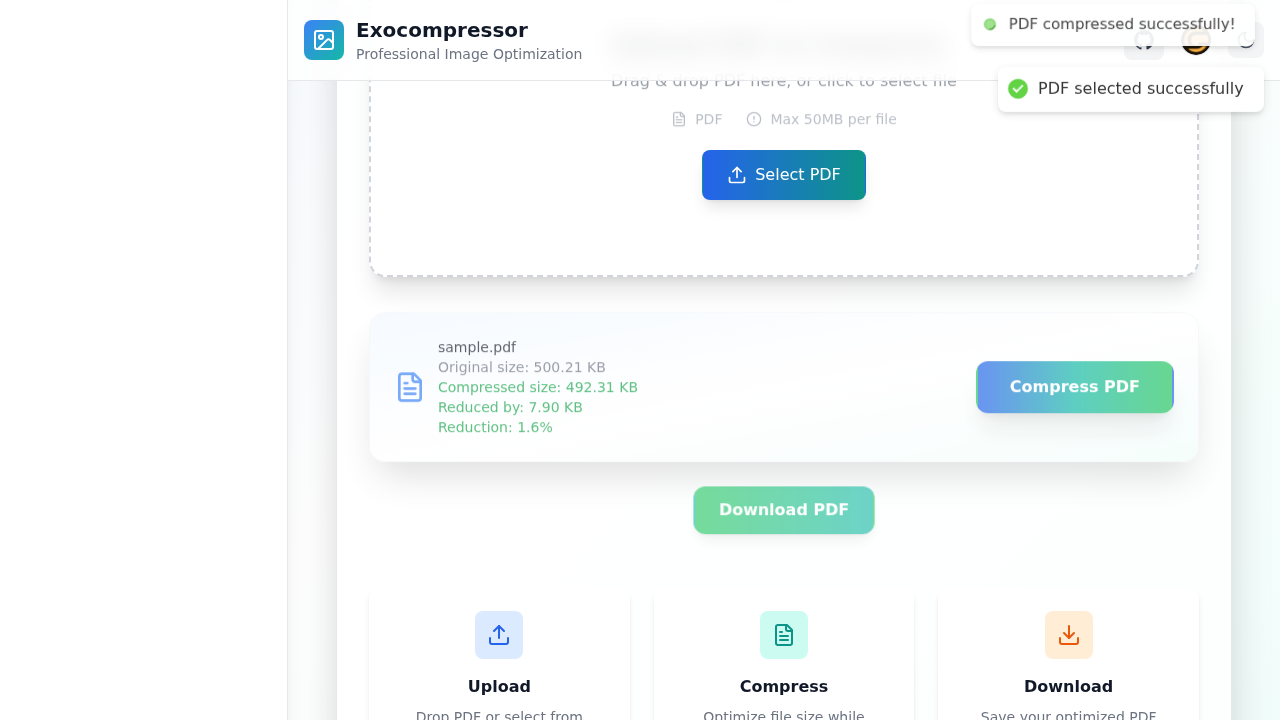 Exocompressor
Professional Image Optimization
PDF compressed successfully!
PDF selected successfully
Drag & drop PDF here, or click to select file
PDF
Max 50MB per file
Select PDF
sample.pdf
Original size: 500.21 KB
Compressed size: 492.31 KB
Reduced by: 7.90 KB
Reduction: 1.6%
Compress PDF
Download PDF
Upload
Drop PDF or select from
Compress
Optimize file size while
Download
Save your optimized PDF